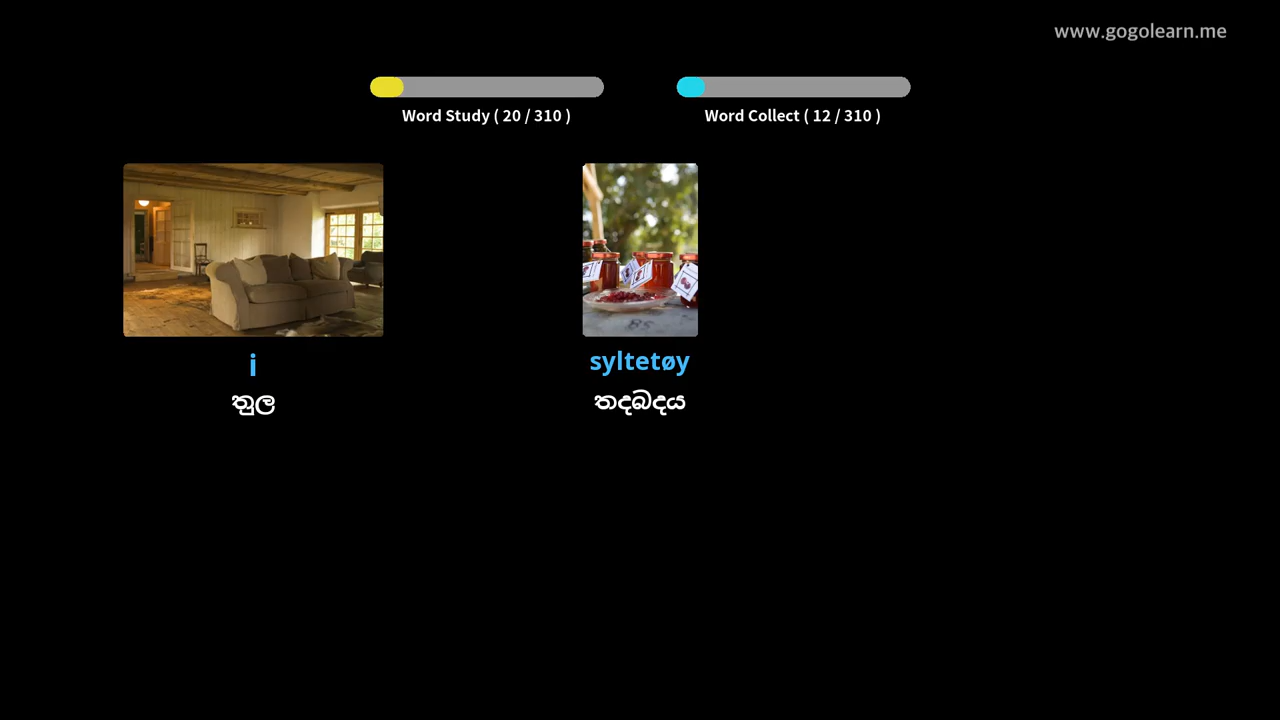 www.gogolearn.me
Word Study ( 20 / 310 )
Word Collect ( 12 / 310 )
i
තුල
syltetøy
තදබදය